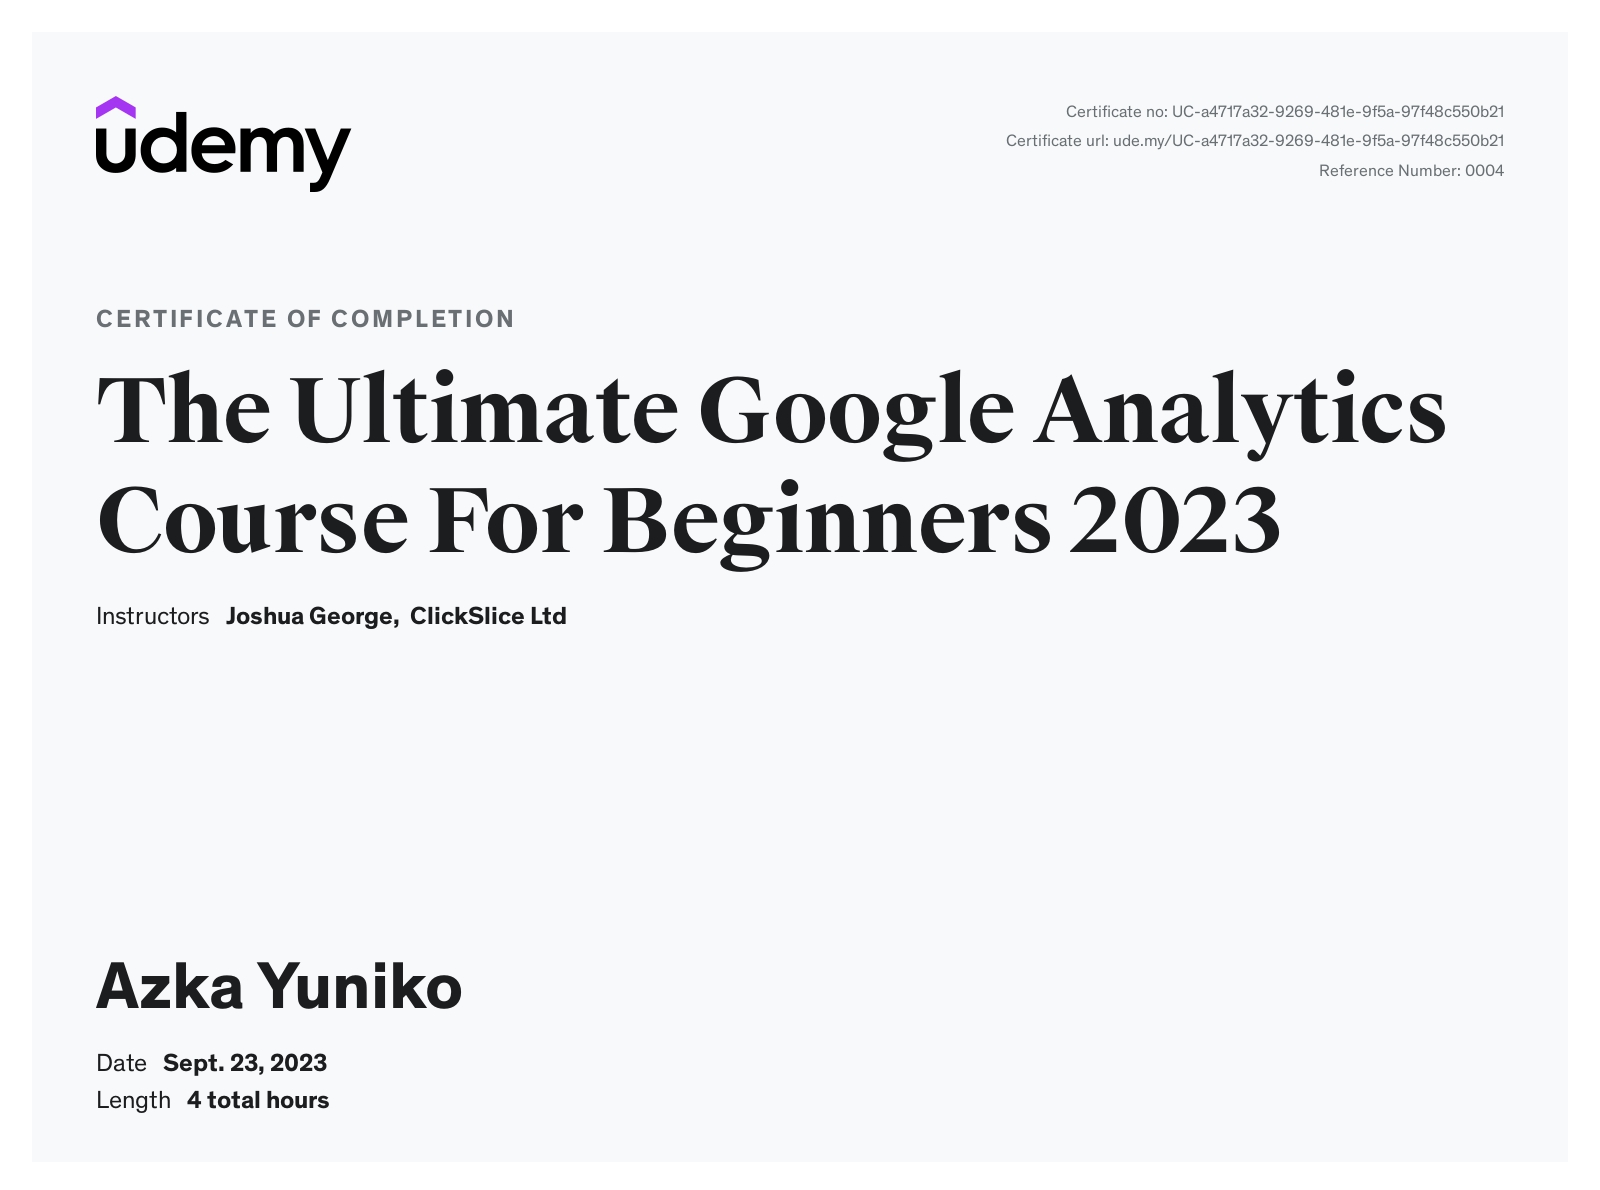 udemy
Certificate no: UC-a4717a32-9269-481e-9f5a-97f48c550b21
Certificate url: ude.my/UC-a4717a32-9269-481e-9f5a-97f48c550b21
Reference Number: 0004
CERTIFICATE OF COMPLETION
The Ultimate Google Analytics
Course For Beginners 2023
Instructors Joshua George, ClickSlice Ltd
Azka Yuniko
Date Sept. 23, 2023
Length 4 total hours